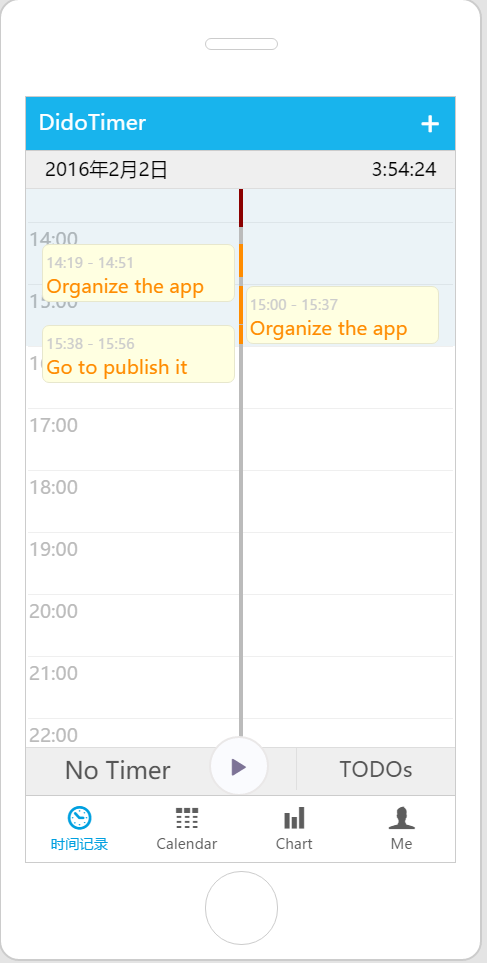 DidoTimer +
2016年2月2日 3:54:24
14:00
14:19 - 14:51
Organize the app
15:00
15:00 - 15:37
Organize the app
15:38 - 15:56
Go to publish it
17:00
18:00
19:00
20:00
21:00
22:00
No Timer TODOs
时间记录 Calendar Chart Me